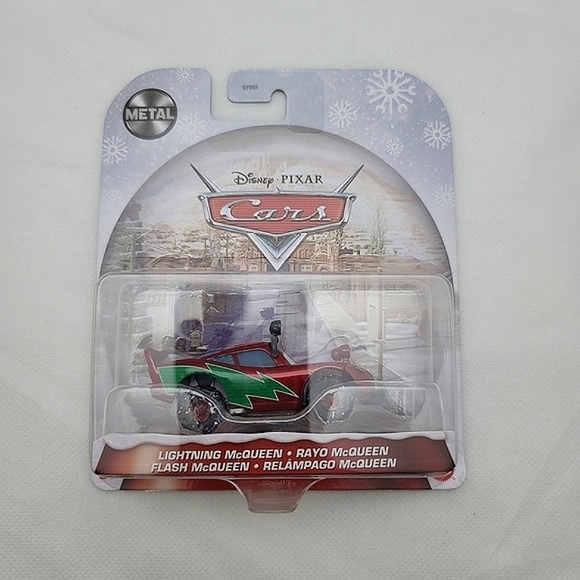 METAL
Disney · PIXAR
Cars
LIGHTNING McQUEEN • RAYO McQUEEN
FLASH McQUEEN • RELÂMPAGO McQUEEN